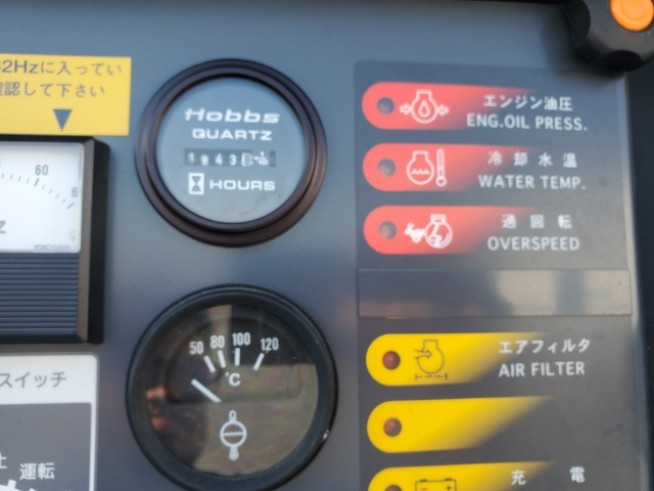 2Hzに入ってい
確認して下さい
60
Hobbs
QUARTZ
HOURS
エンジン油圧
ENG.OIL PRESS.
冷却水温
WATER TEMP.
過回転
OVERSPEED
50 80 100 120
°C
エアフィルタ
AIR FILTER
スイッチ
運転
充 電